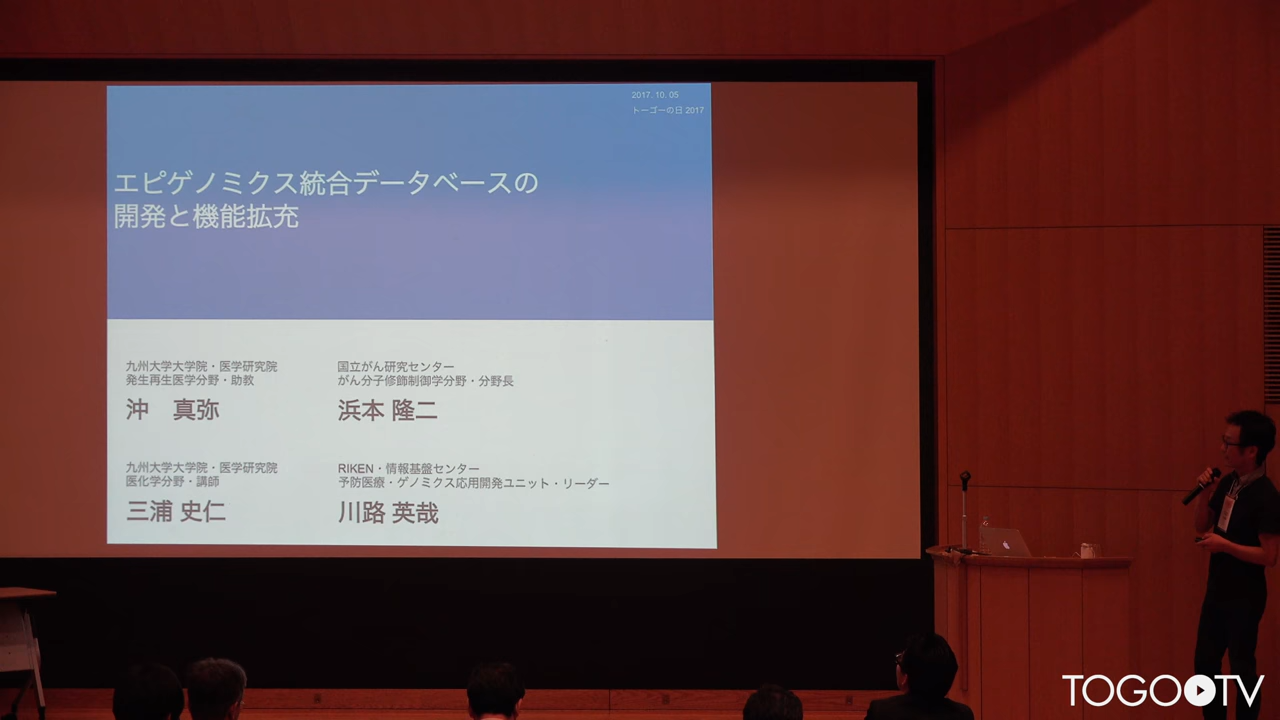 2017. 10. 05
トーゴーの日 2017
エピゲノミクス統合データベースの
開発と機能拡充
九州大学大学院・医学研究院
発生再生医学分野・助教
沖　真弥
国立がん研究センター
がん分子修飾制御学分野・分野長
浜本 隆二
九州大学大学院・医学研究院
医化学分野・講師
三浦 史仁
RIKEN・情報基盤センター
予防医療・ゲノミクス応用開発ユニット・リーダー
川路 英哉
TOGOTV